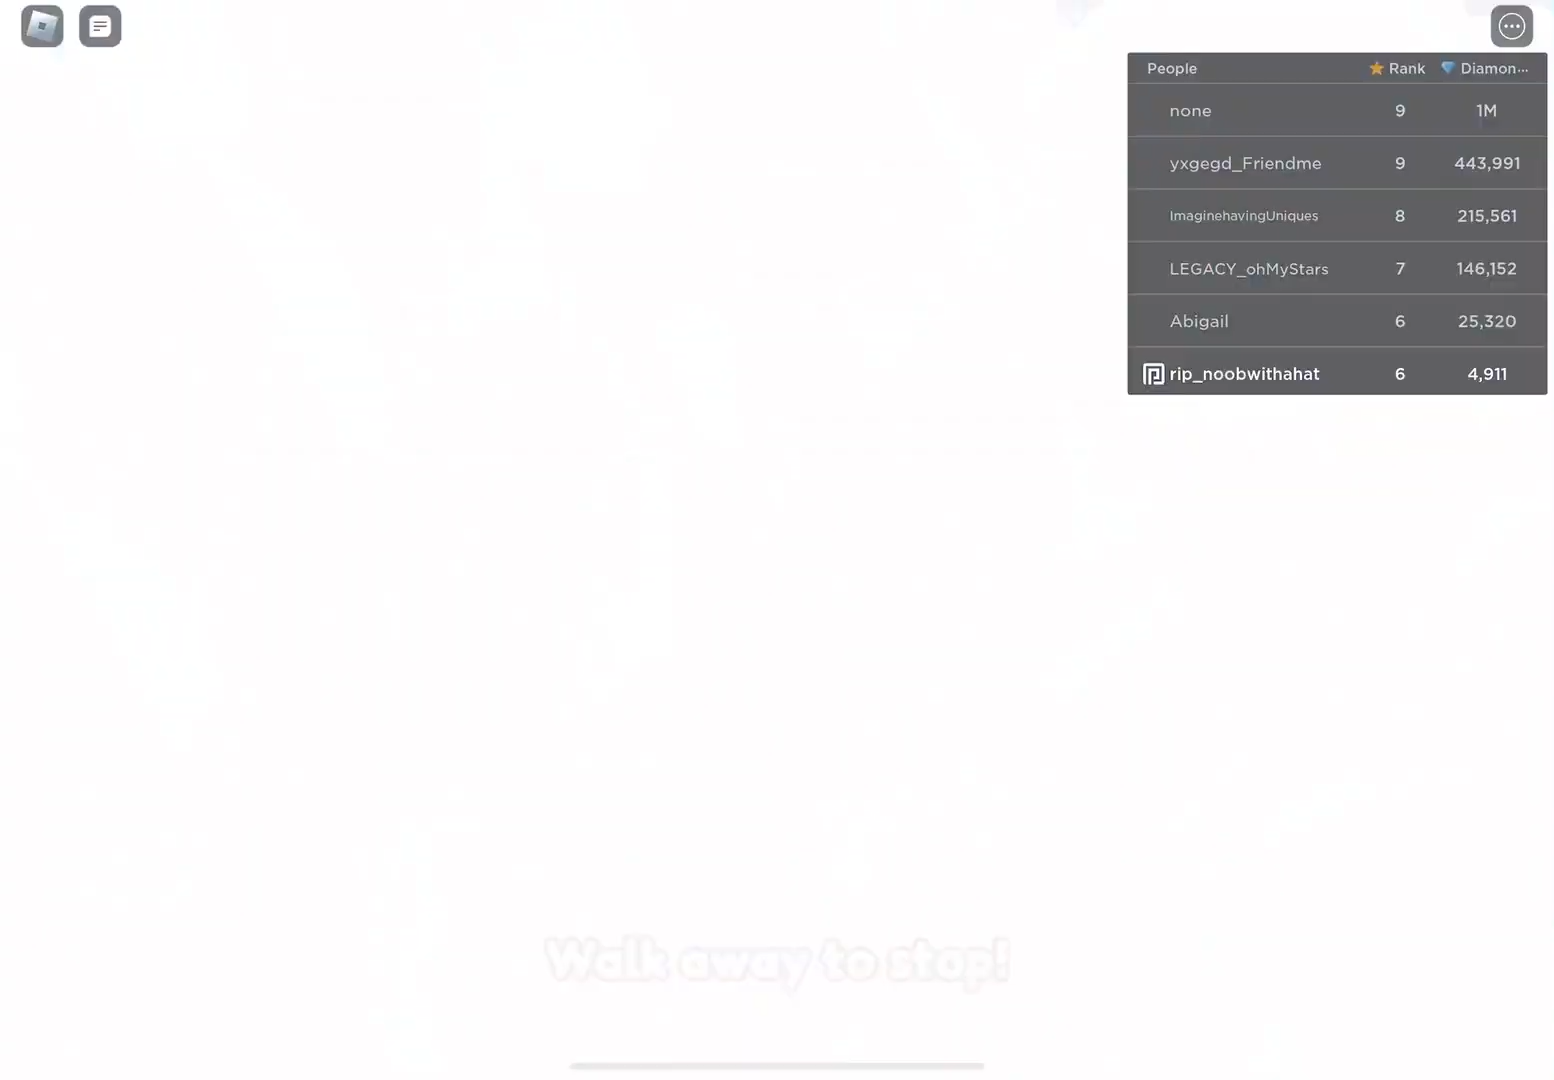 People ⭐ Rank 💎 Diamon...
none 9 1M
yxgegd_Friendme 9 443,991
ImaginehavingUniques 8 215,561
LEGACY_ohMyStars 7 146,152
Abigail 6 25,320
rip_noobwithahat 6 4,911
Walk away to stop!